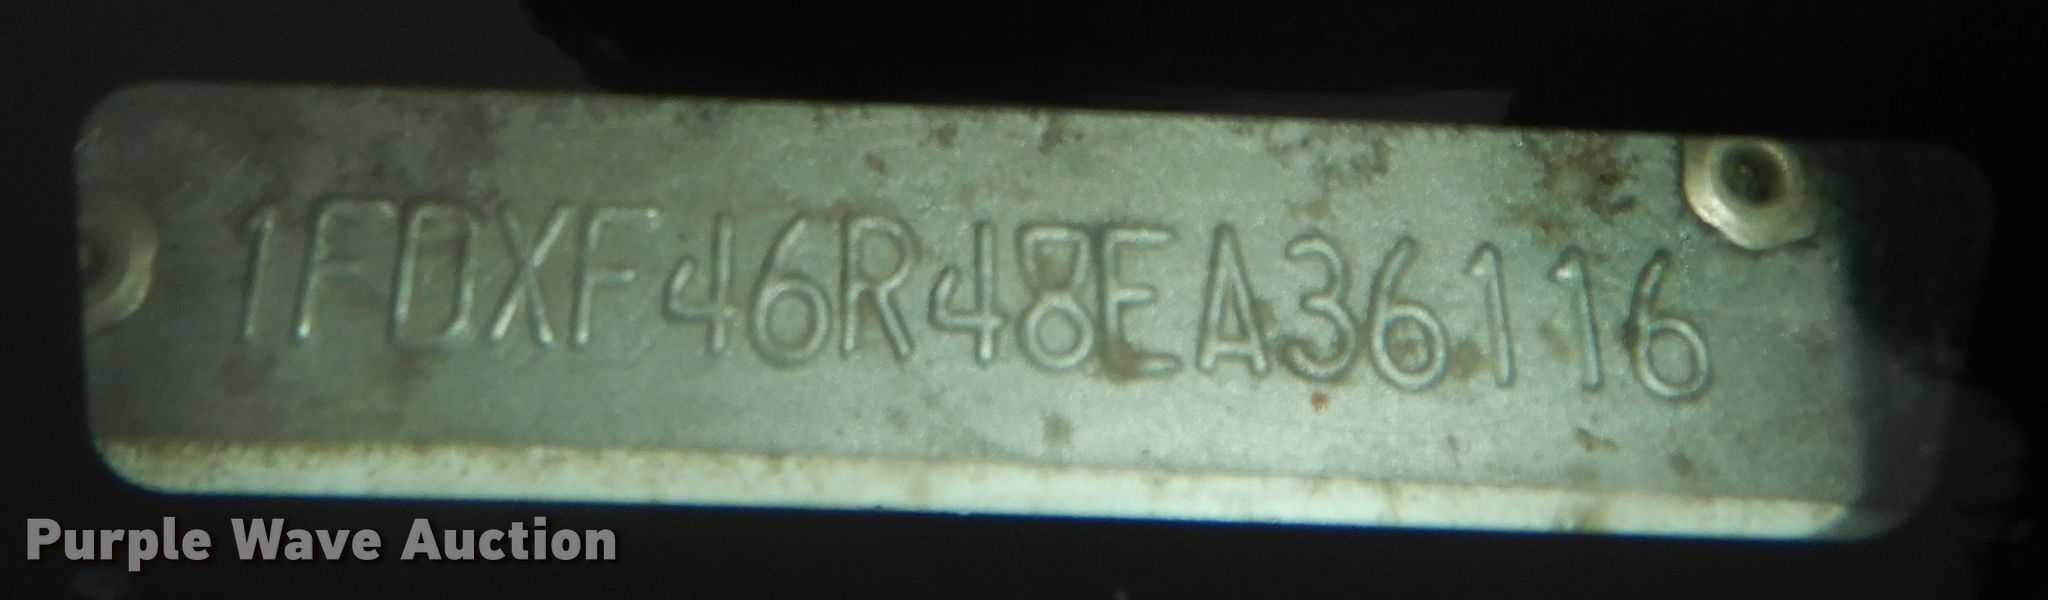 1FDXF46R48EA36116
Purple Wave Auction